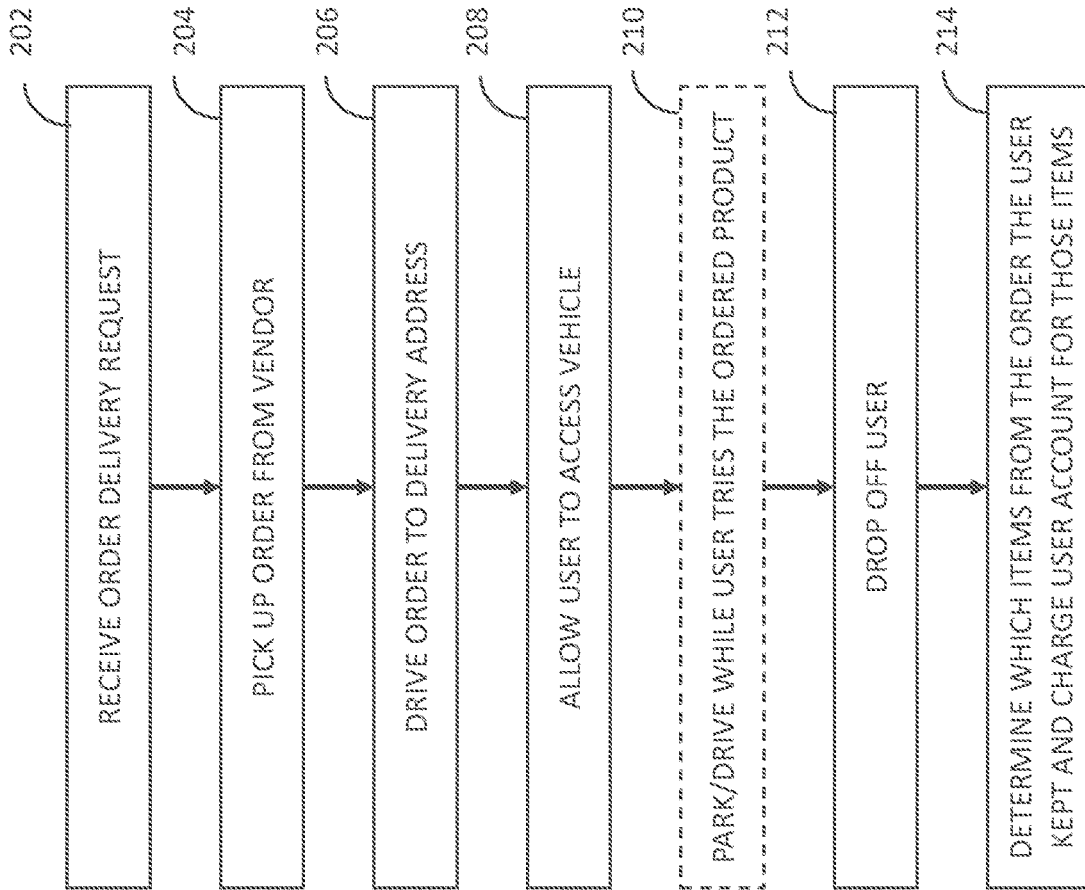 202
RECEIVE ORDER DELIVERY REQUEST
204
PICK UP ORDER FROM VENDOR
206
DRIVE ORDER TO DELIVERY ADDRESS
208
ALLOW USER TO ACCESS VEHICLE
210
PARK/DRIVE WHILE USER TRIES THE ORDERED PRODUCT
212
DROP OFF USER
214
DETERMINE WHICH ITEMS FROM THE ORDER THE USER
KEPT AND CHARGE USER ACCOUNT FOR THOSE ITEMS